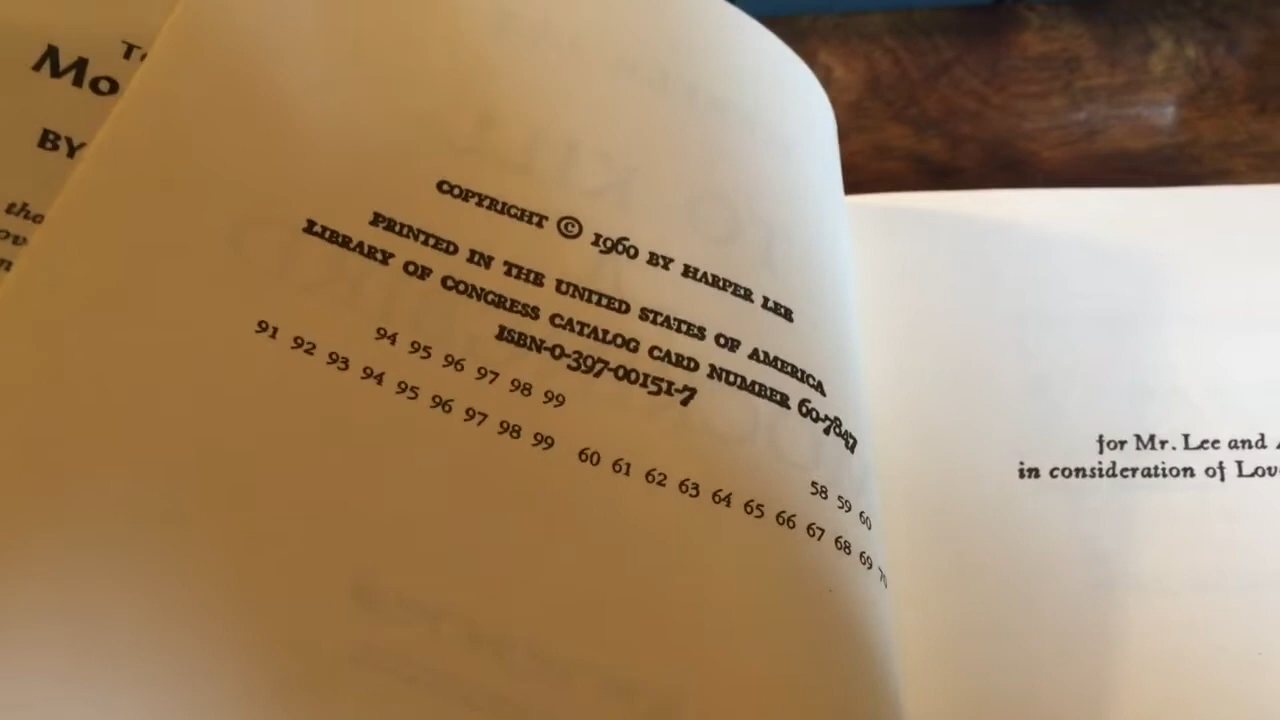 Mo
BY
COPYRIGHT © 1960 BY HARPER LEE
PRINTED IN THE UNITED STATES OF AMERICA
LIBRARY OF CONGRESS CATALOG CARD NUMBER 60-7847
ISBN-0-397-00151-7
94 95 96 97 98 99 58 59 60
91 92 93 94 95 96 97 98 99 60 61 62 63 64 65 66 67 68 69 70
for Mr. Lee and
in consideration of Lov